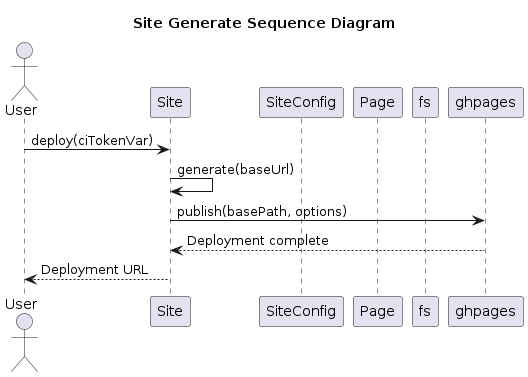 Site Generate Sequence Diagram
User
Site
SiteConfig
Page
fs
ghpages
deploy(ciTokenVar)
generate(baseUrl)
publish(basePath, options)
Deployment complete
Deployment URL
User
Site
SiteConfig
Page
fs
ghpages